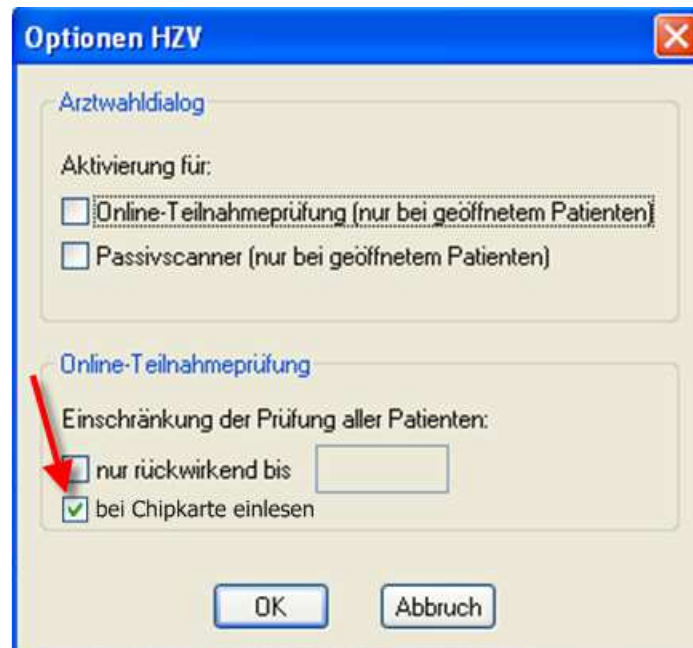 Optionen HZV
Arztwahldialog
Aktivierung für:
Online-Teilnahmeprüfung (nur bei geöffnetem Patienten)
Passivscanner (nur bei geöffnetem Patienten)
Online-Teilnahmeprüfung
Einschränkung der Prüfung aller Patienten:
nur rückwirkend bis
bei Chipkarte einlesen
OK Abbruch